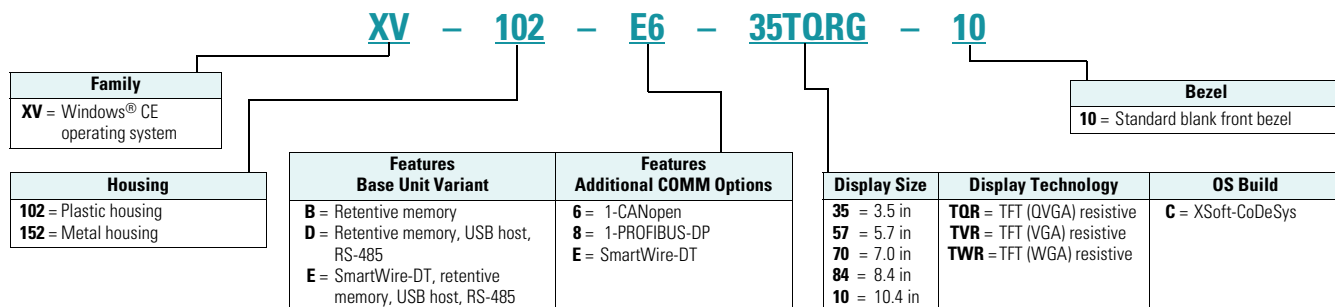 XV – 102 – E6 – 35TQRG – 10
Family
XV = Windows® CE
operating system
Bezel
10 = Standard blank front bezel
Housing
102 = Plastic housing
152 = Metal housing
Features
Base Unit Variant
B = Retentive memory
D = Retentive memory, USB host,
RS-485
E = SmartWire-DT, retentive
memory, USB host, RS-485
Features
Additional COMM Options
6 = 1-CANopen
8 = 1-PROFIBUS-DP
E = SmartWire-DT
Display Size
35 = 3.5 in
57 = 5.7 in
70 = 7.0 in
84 = 8.4 in
10 = 10.4 in
Display Technology
TQR = TFT (QVGA) resistive
TVR = TFT (VGA) resistive
TWR = TFT (WGA) resistive
OS Build
C = XSoft-CoDeSys